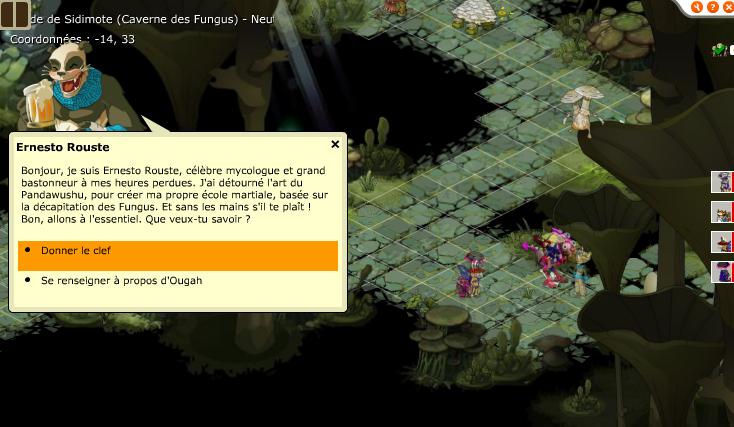 de de Sidimote (Caverne des Fungus) - Neut
Coordonnées : -14, 33
Ernesto Rouste
Bonjour, je suis Ernesto Rouste, célèbre mycologue et grand
bastonneur à mes heures perdues. J'ai détourné l'art du
Pandawushu, pour créer ma propre école martiale, basée sur
la décapitation des Fungus. Et sans les mains s'il te plaît !
Bon, allons à l'essentiel. Que veux-tu savoir ?
• Donner le clef
• Se renseigner à propos d'Ougah